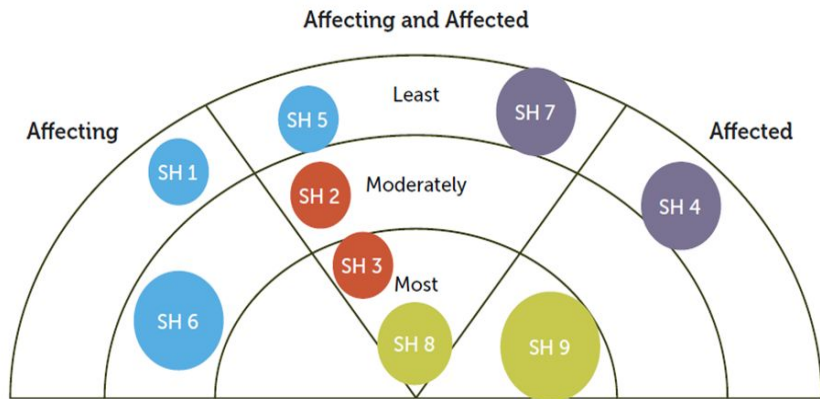 Affecting and Affected
Affecting
Least
Affected
SH 5
SH 7
SH 1
Moderately
SH 2
SH 4
SH 3
Most
SH 6
SH 8
SH 9